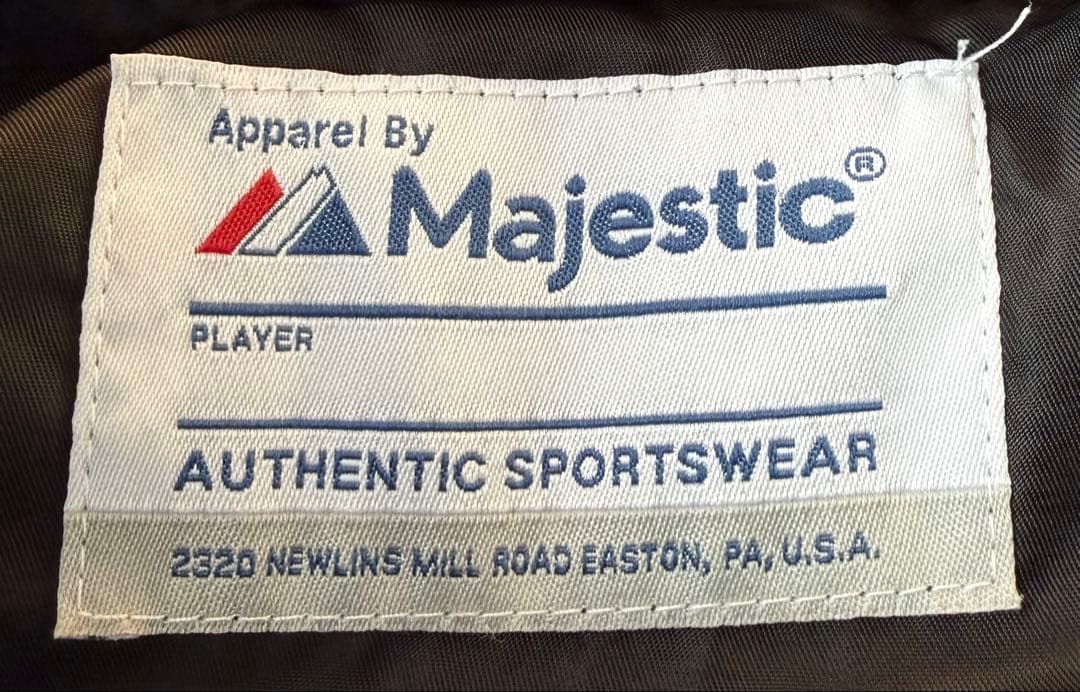 Apparel By
Majestic®
PLAYER
AUTHENTIC SPORTSWEAR
2320 NEWLINS MILL ROAD EASTON, PA, U.S.A.